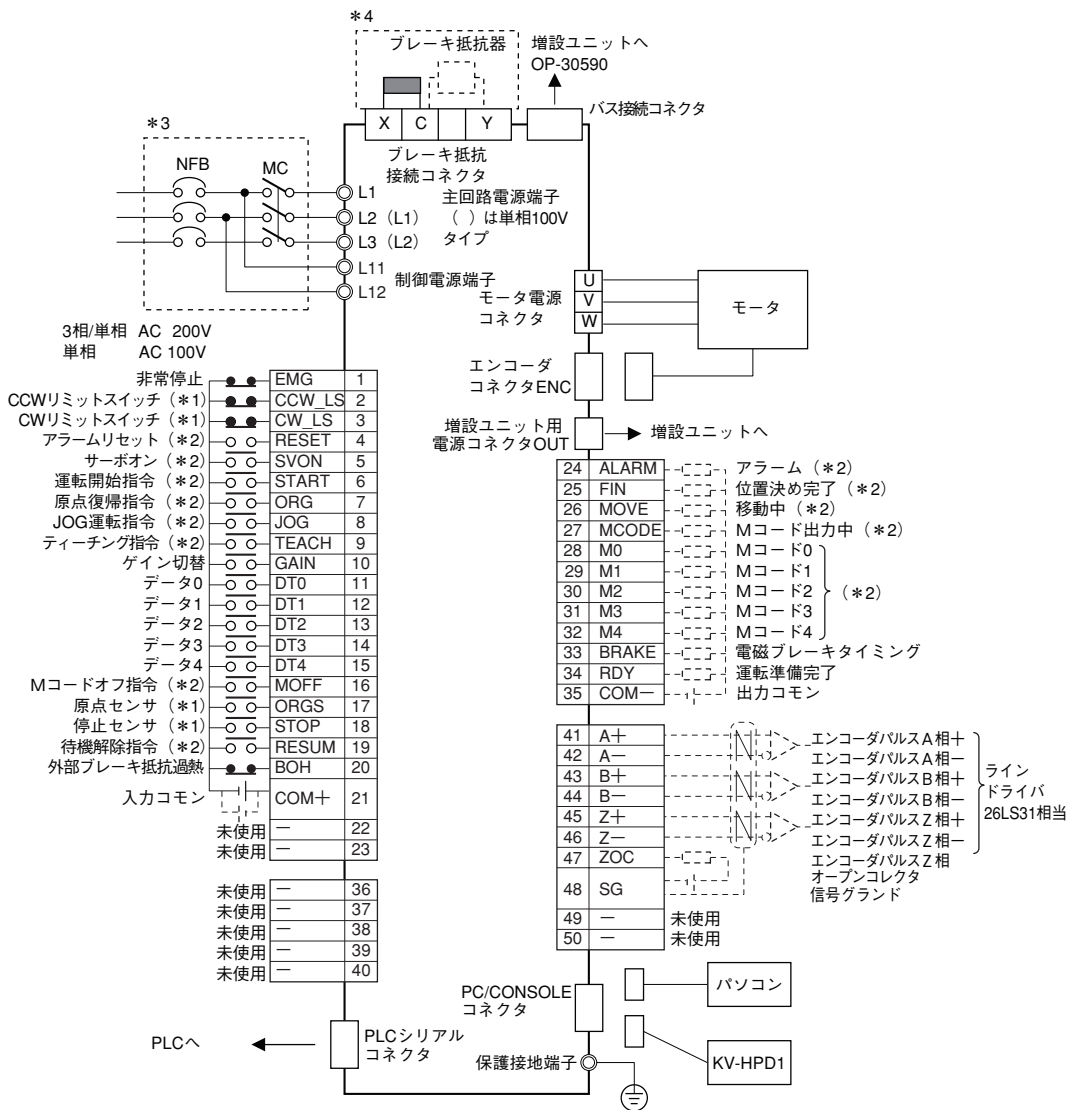 *4
ブレーキ抵抗器
増設ユニットへ
OP-30590
バス接続コネクタ
X C Y
ブレーキ抵抗
接続コネクタ
*3
NFB
MC
L1
L2(L1)
L3(L2)
L11
L12
主回路電源端子
( )は単相100V
タイプ
制御電源端子
3相/単相 AC 200V
単相 AC 100V
U
V
W
モータ電源
コネクタ
モータ
エンコーダ
コネクタENC
増設ユニット用
電源コネクタOUT
増設ユニットへ
非常停止 EMG 1
CCWリミットスイッチ(*1) CCW_LS 2
CWリミットスイッチ(*1) CW_LS 3
アラームリセット(*2) RESET 4
サーボオン(*2) SVON 5
運転開始指令(*2) START 6
原点復帰指令(*2) ORG 7
JOG運転指令(*2) JOG 8
ティーチング指令(*2) TEACH 9
ゲイン切替 GAIN 10
データ0 DT0 11
データ1 DT1 12
データ2 DT2 13
データ3 DT3 14
データ4 DT4 15
Mコードオフ指令(*2) MOFF 16
原点センサ(*1) ORGS 17
停止センサ(*1) STOP 18
待機解除指令(*2) RESUM 19
外部ブレーキ抵抗過熱 BOH 20
入力コモン COM+ 21
未使用 − 22
未使用 − 23
未使用 − 36
未使用 − 37
未使用 − 38
未使用 − 39
未使用 − 40
24 ALARM アラーム(*2)
25 FIN 位置決め完了(*2)
26 MOVE 移動中(*2)
27 MCODE Mコード出力中(*2)
28 M0 Mコード0
29 M1 Mコード1
30 M2 Mコード2
31 M3 Mコード3
32 M4 Mコード4
(*2)
33 BRAKE 電磁ブレーキタイミング
34 RDY 運転準備完了
35 COM− 出力コモン
41 A+ エンコーダパルスA相+
42 A− エンコーダパルスA相−
43 B+ エンコーダパルスB相+
44 B− エンコーダパルスB相−
45 Z+ エンコーダパルスZ相+
46 Z− エンコーダパルスZ相−
ライン
ドライバ
26LS31相当
47 ZOC エンコーダパルスZ相
オープンコレクタ
48 SG 信号グランド
49 − 未使用
50 − 未使用
PC/CONSOLE
コネクタ
パソコン
KV-HPD1
PLCへ
PLCシリアル
コネクタ
保護接地端子